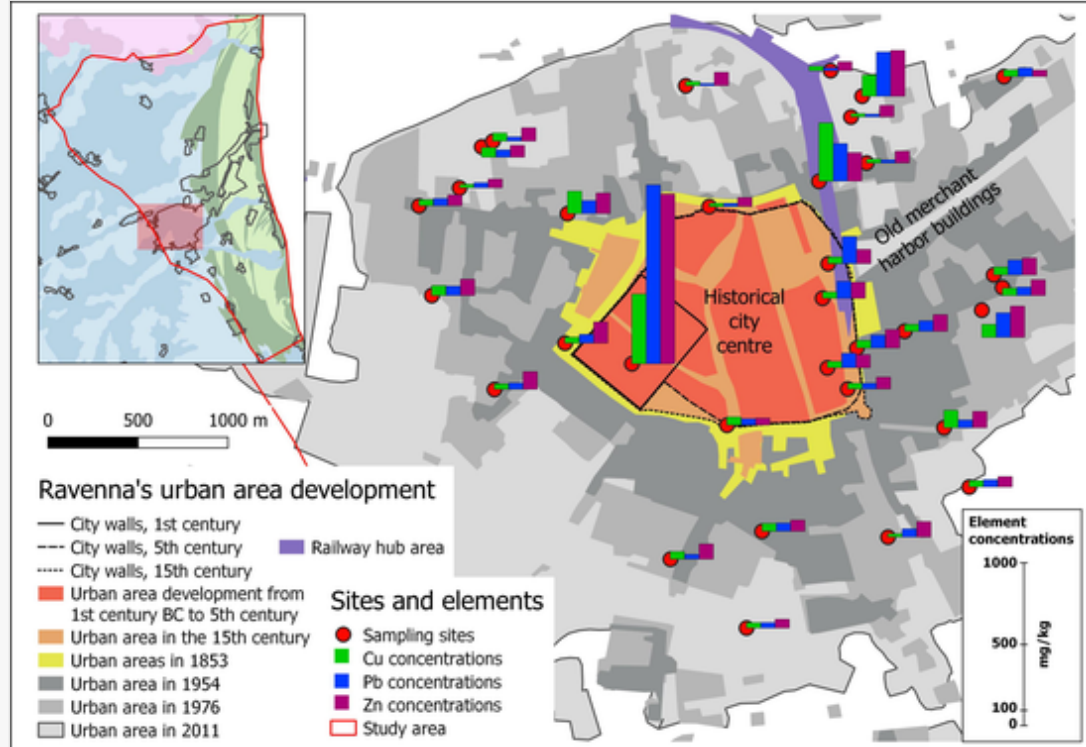 Old merchant
harbor buildings
Historical
city
centre
0 500 1000 m
Ravenna's urban area development
City walls, 1st century
City walls, 5th century
City walls, 15th century
Urban area development from
1st century BC to 5th century
Urban area in the 15th century
Urban areas in 1853
Urban area in 1954
Urban area in 1976
Urban area in 2011
Railway hub area
Sites and elements
Sampling sites
Cu concentrations
Pb concentrations
Zn concentrations
Study area
Element
concentrations
1000
500
100
0
mg/kg